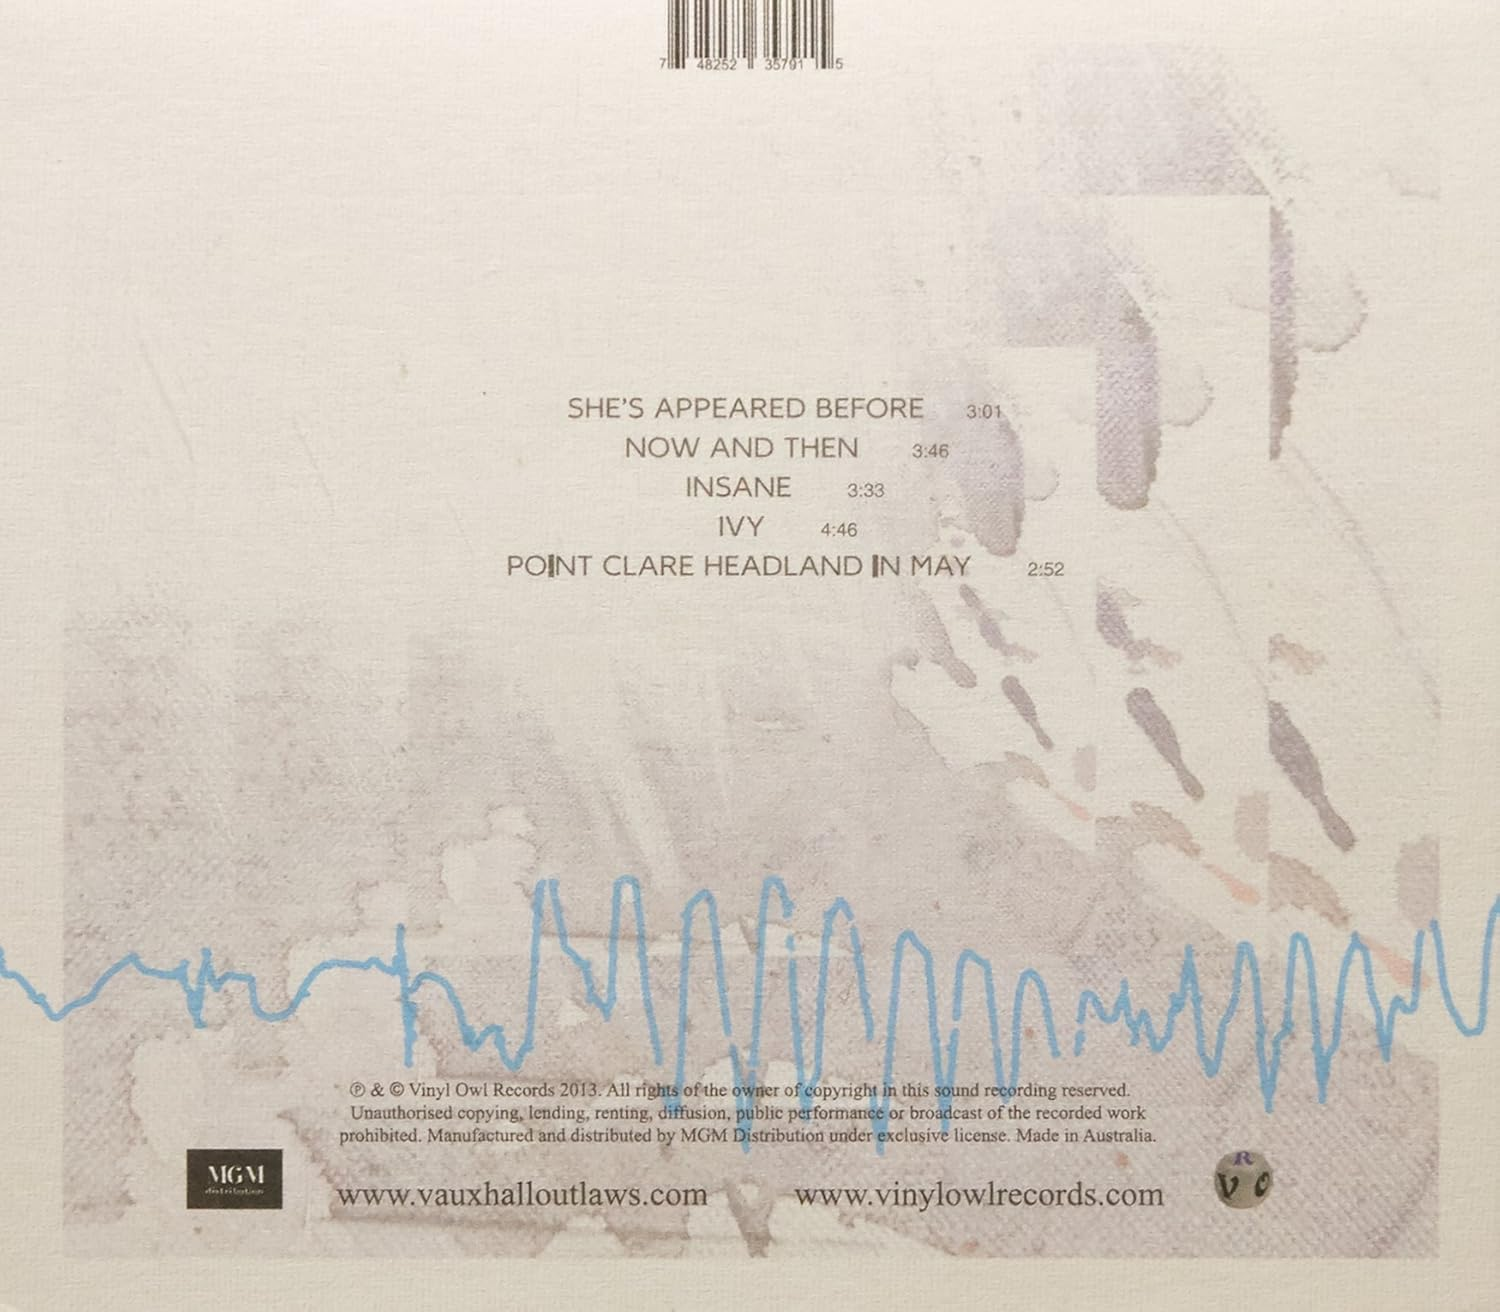 7 48252 35791 5
SHE'S APPEARED BEFORE 3:01
NOW AND THEN 3:46
INSANE 3:33
IVY 4:46
POINT CLARE HEADLAND IN MAY 2:52
℗ & © Vinyl Owl Records 2013. All rights of the owner of copyright in this sound recording reserved.
Unauthorised copying, lending, renting, diffusion, public performance or broadcast of the recorded work
prohibited. Manufactured and distributed by MGM Distribution under exclusive license. Made in Australia.
MGM
distribution
www.vauxhalloutlaws.com www.vinylowlrecords.com
R
V O